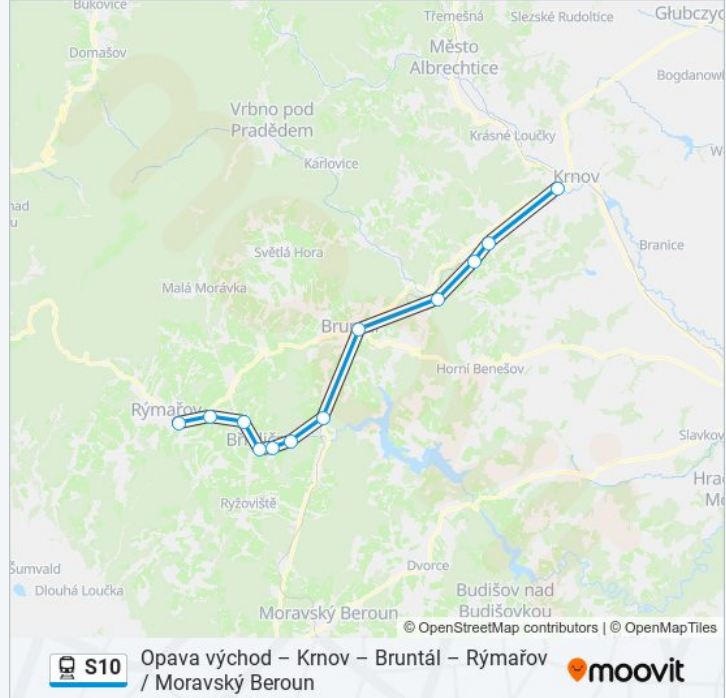 Bukovice
Třemešná
Slezské Rudoltice
Domašov
Město
Albrechtice
Bogdanowi
Vrbno pod
Pradědem
Krásné Loučky
Karlovice
Krnov
Branice
Světlá Hora
Malá Morávka
Horní Benešov
Rýmařov
Slavkov
Ryžoviště
Šumvald
Dlouhá Loučka
Dvorce
Budišov nad
Budišovkou
Moravský Beroun
© OpenStreetMap contributors | © OpenMapTiles
S10
Opava východ – Krnov – Bruntál – Rýmařov
/ Moravský Beroun
moovit